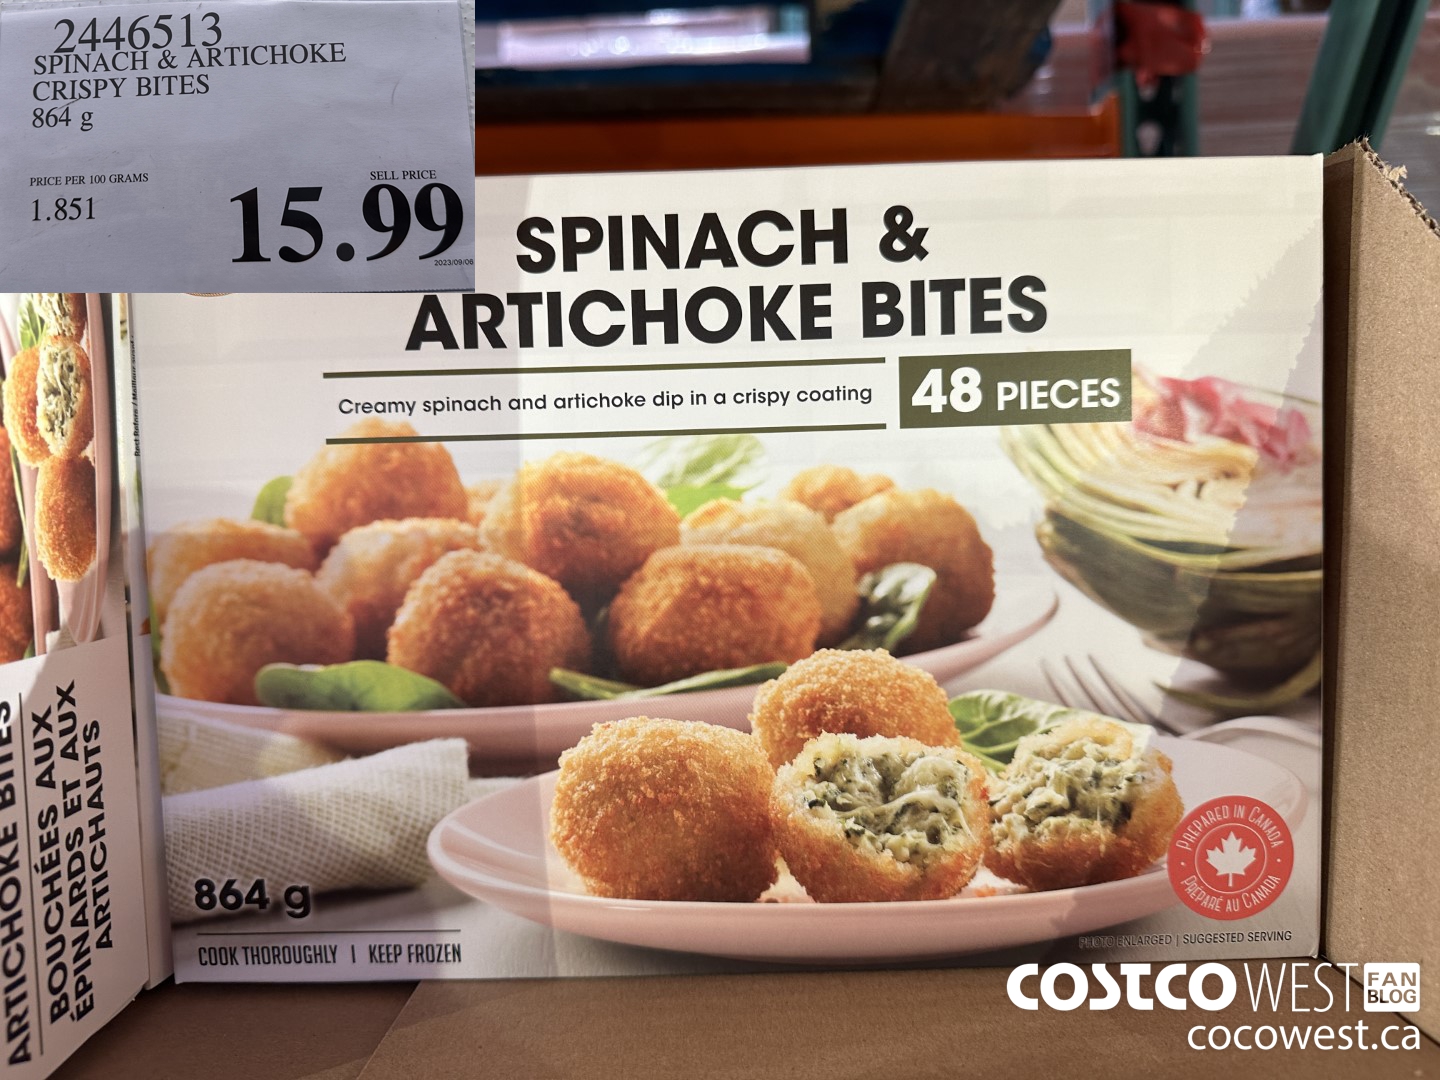 2446513
SPINACH & ARTICHOKE
CRISPY BITES
864 g
PRICE PER 100 GRAMS
1.851
SELL PRICE
15.99
2023/09/06
SPINACH &
ARTICHOKE BITES
Creamy spinach and artichoke dip in a crispy coating
48 PIECES
864 g
COOK THOROUGHLY | KEEP FROZEN
PREPARED IN CANADA
PRÉPARÉ AU CANADA
PHOTO ENLARGED | SUGGESTED SERVING
ARTICHOKE BITES
BOUCHÉES AUX
ÉPINARDS ET AUX
ARTICHAUTS
COSTCO WEST FAN BLOG
cocowest.ca